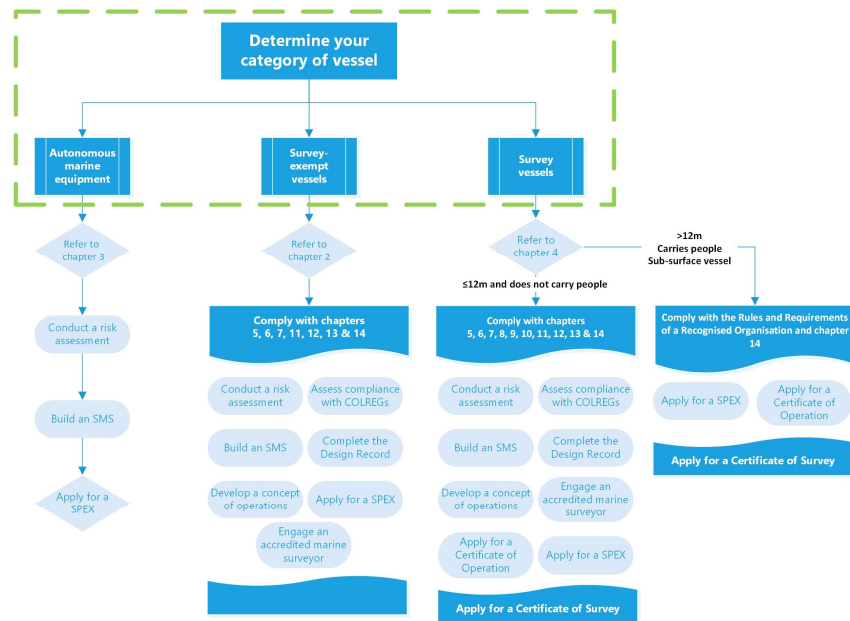 Determine your
category of vessel
Autonomous
marine
equipment
Survey-
exempt
vessels
Survey
vessels
Refer to
chapter 3
Refer to
chapter 2
Refer to
chapter 4
>12m
Carries people
Sub-surface vessel
≤12m and does not carry people
Conduct a risk
assessment
Build an SMS
Apply for a
SPEX
Comply with chapters
5, 6, 7, 11, 12, 13 & 14
Conduct a risk
assessment
Assess compliance
with COLREGs
Build an SMS
Complete the
Design Record
Develop a concept
of operations
Apply for a SPEX
Engage an
accredited marine
surveyor
Comply with chapters
5, 6, 7, 8, 9, 10, 11, 12, 13 & 14
Conduct a risk
assessment
Assess compliance
with COLREGs
Build an SMS
Complete the
Design Record
Develop a concept
of operations
Engage an
accredited marine
surveyor
Apply for a
Certificate of
Operation
Apply for a SPEX
Apply for a Certificate of Survey
Comply with the Rules and Requirements
of a Recognised Organisation and chapter
14
Apply for a SPEX
Apply for a
Certificate of
Operation
Apply for a Certificate of Survey